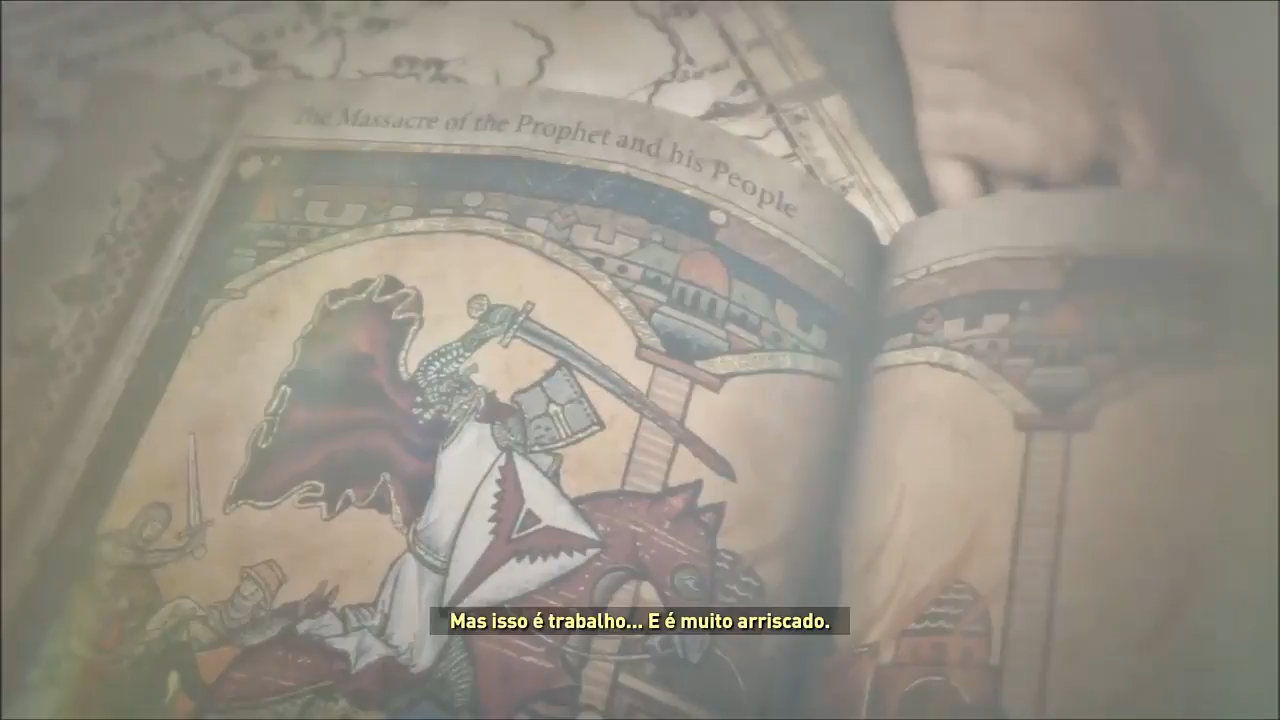 The Massacre of the Prophet and his People
Mas isso é trabalho... E é muito arriscado.